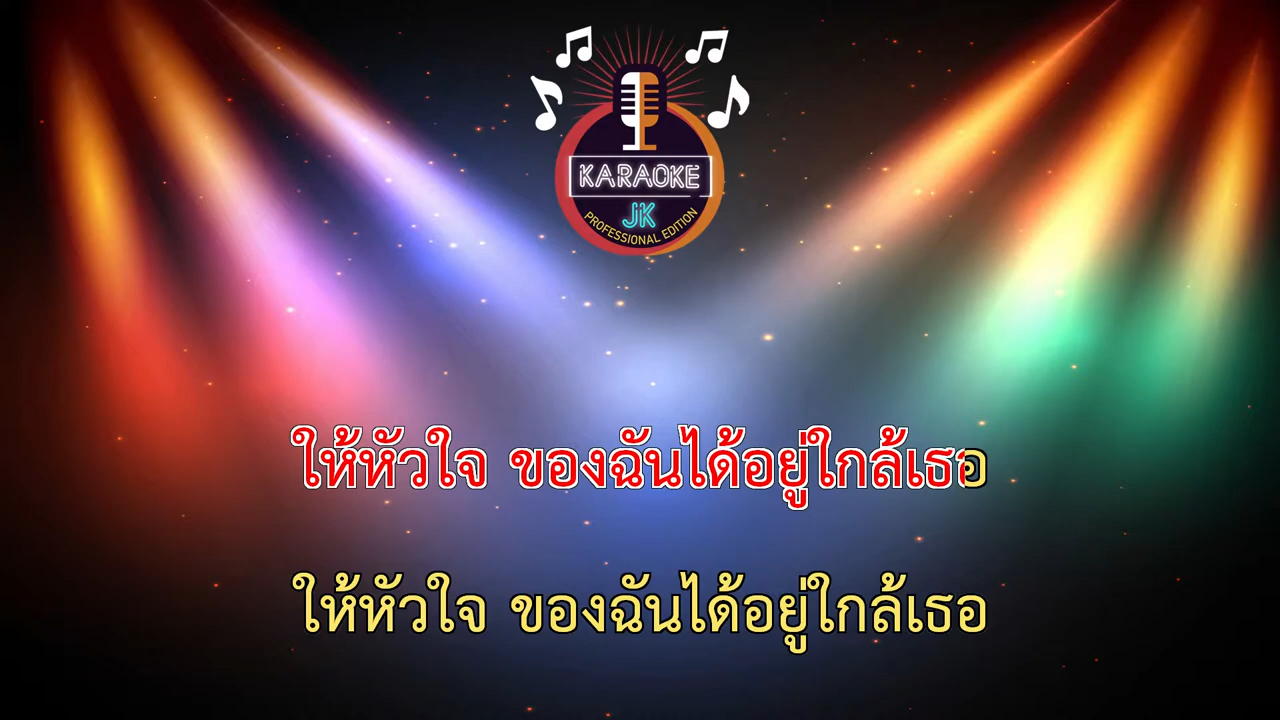 KARAOKE
JK
PROFESSIONAL EDITION
ให้หัวใจ ของฉันได้อยู่ใกล้เธอ
ให้หัวใจ ของฉันได้อยู่ใกล้เธอ